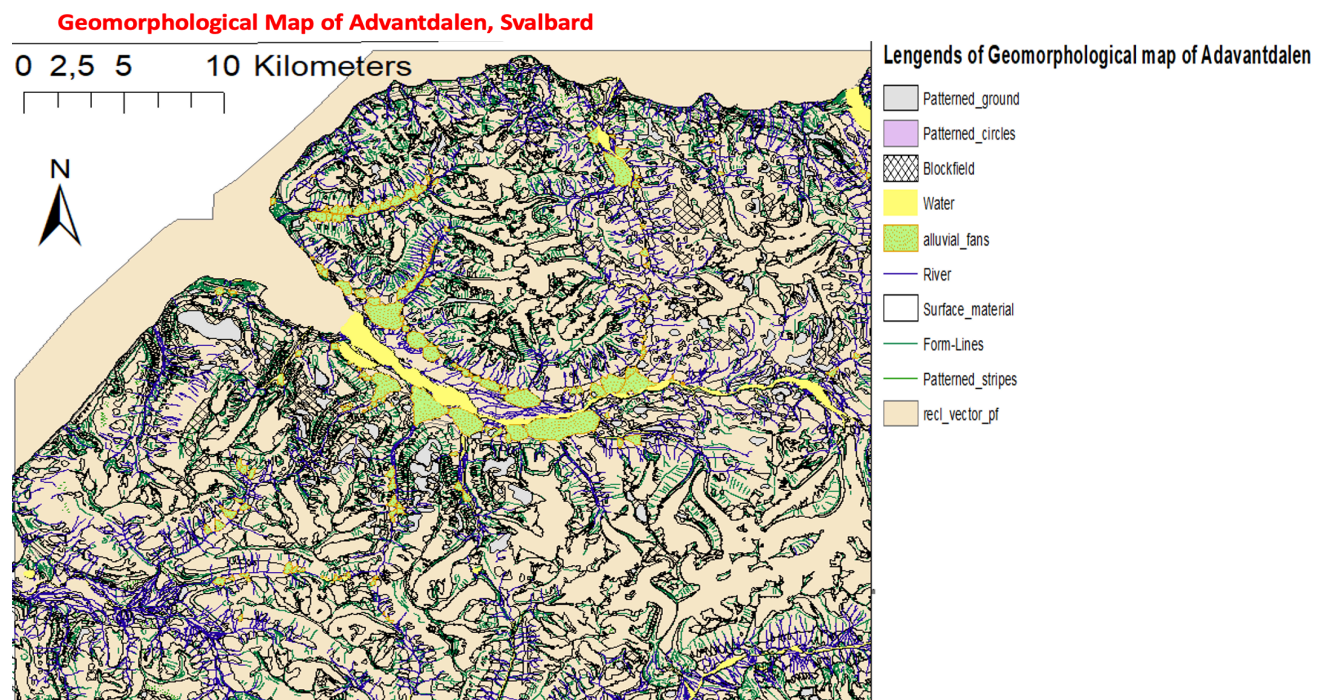 Geomorphological Map of Advantdalen, Svalbard
0 2,5 5 10 Kilometers
N
Lengends of Geomorphological map of Adavantdalen
Patterned_ground
Patterned_circles
Blockfield
Water
alluvial_fans
River
Surface_material
Form-Lines
Patterned_stripes
recl_vector_pf